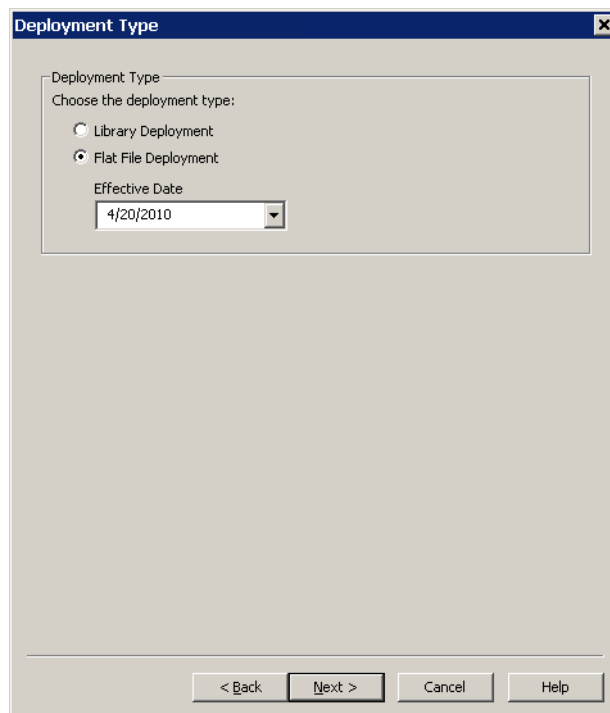 Deployment Type
Deployment Type
Choose the deployment type:
Library Deployment
Flat File Deployment
Effective Date
4/20/2010
< Back Next > Cancel Help